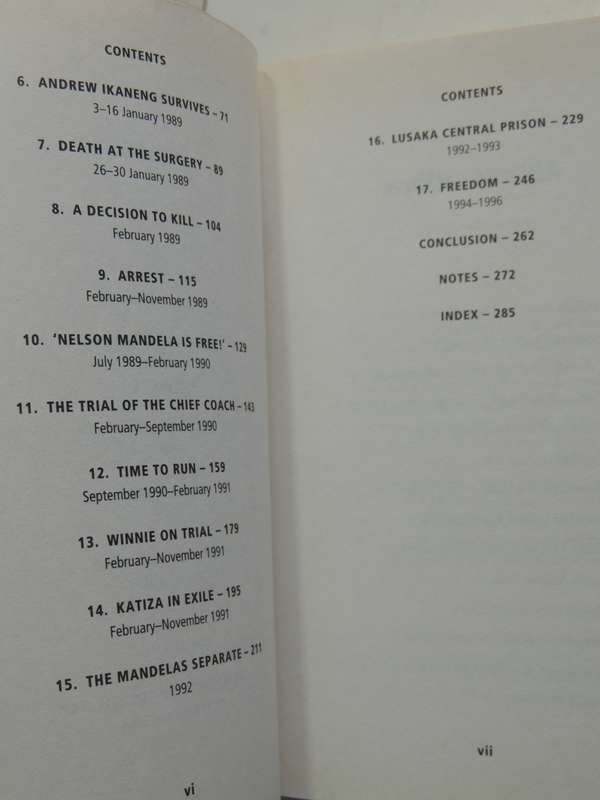 CONTENTS
6. ANDREW IKANENG SURVIVES – 71
3–16 January 1989
7. DEATH AT THE SURGERY – 89
26–30 January 1989
8. A DECISION TO KILL – 104
February 1989
9. ARREST – 115
February–November 1989
10. ‘NELSON MANDELA IS FREE!’ – 129
July 1989–February 1990
11. THE TRIAL OF THE CHIEF COACH – 143
February–September 1990
12. TIME TO RUN – 159
September 1990–February 1991
13. WINNIE ON TRIAL – 179
February–November 1991
14. KATIZA IN EXILE – 195
February–November 1991
15. THE MANDELAS SEPARATE – 211
1992
vi
CONTENTS
16. LUSAKA CENTRAL PRISON – 229
1992–1993
17. FREEDOM – 246
1994–1996
CONCLUSION – 262
NOTES – 272
INDEX – 285
vii